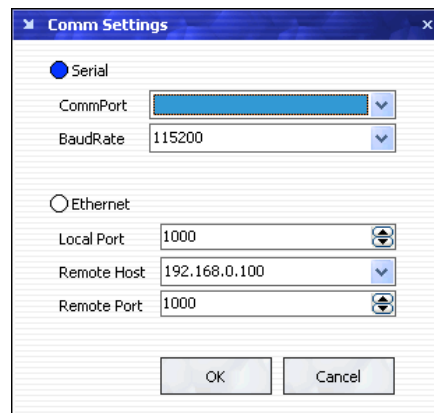 Comm Settings
Serial
CommPort
BaudRate 115200
Ethernet
Local Port 1000
Remote Host 192.168.0.100
Remote Port 1000
OK Cancel